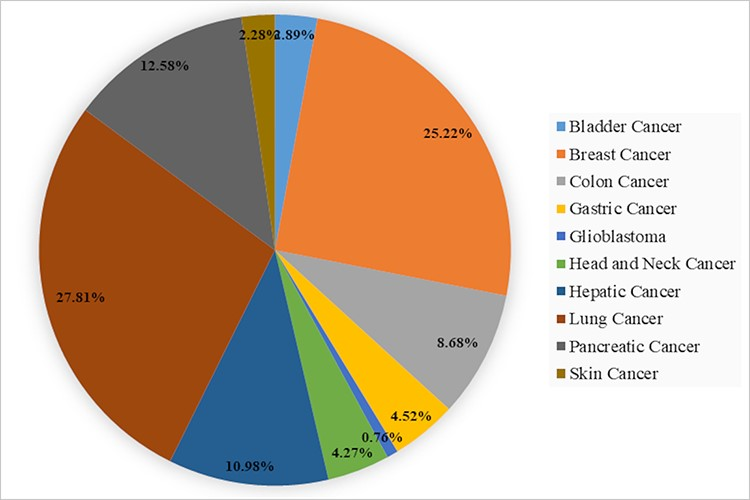 2.28%
2.89%
12.58%
25.22%
27.81%
8.68%
4.52%
0.76%
4.27%
10.98%
Bladder Cancer
Breast Cancer
Colon Cancer
Gastric Cancer
Glioblastoma
Head and Neck Cancer
Hepatic Cancer
Lung Cancer
Pancreatic Cancer
Skin Cancer